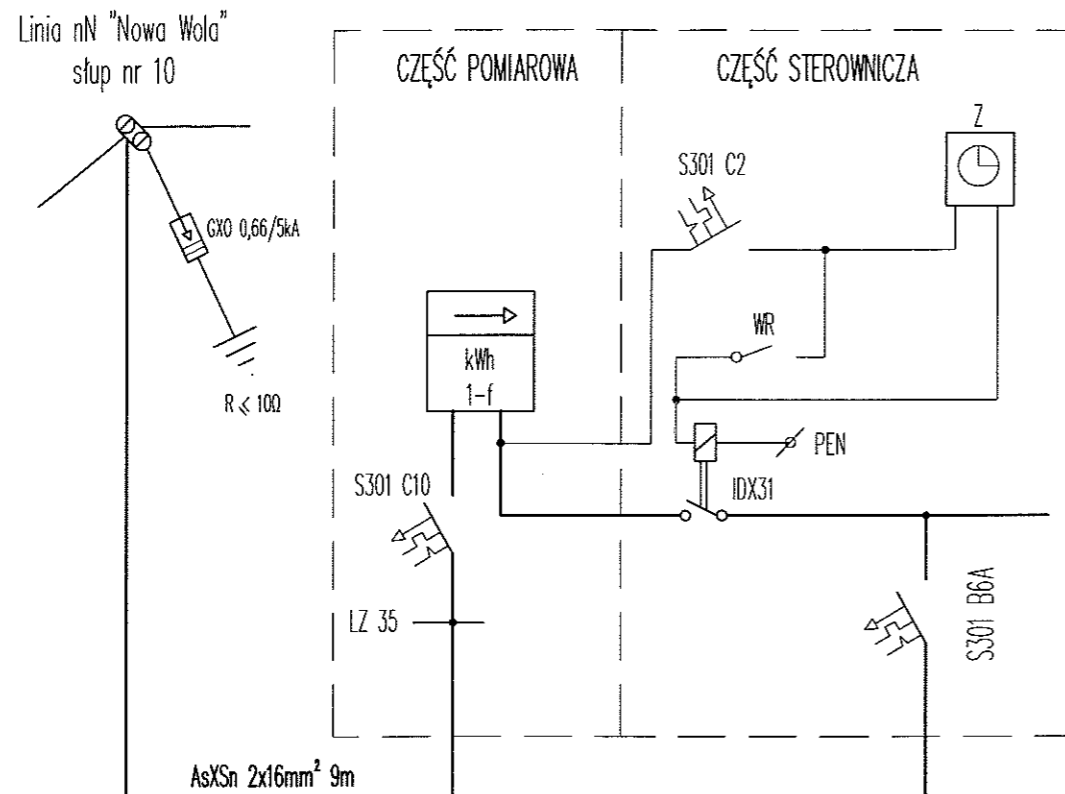 Linia nN "Nowa Wola"
słup nr 10
GXO 0,66/5kA
R ⩽ 10Ω
CZĘŚĆ POMIAROWA
CZĘŚĆ STEROWNICZA
Z
S301 C2
WR
kWh
1-f
PEN
IDX31
S301 C10
LZ 35
S301 B6A
AsXSn 2x16mm² 9m